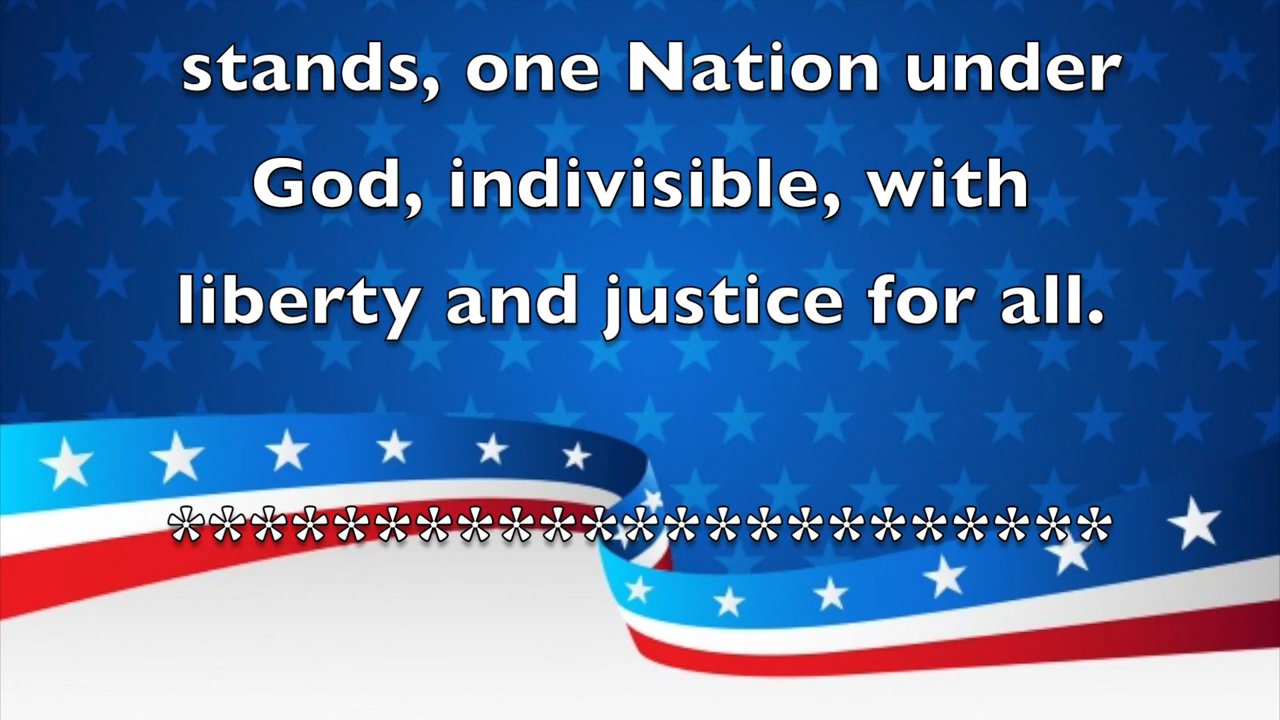 stands, one Nation under
God, indivisible, with
liberty and justice for all.
***********************